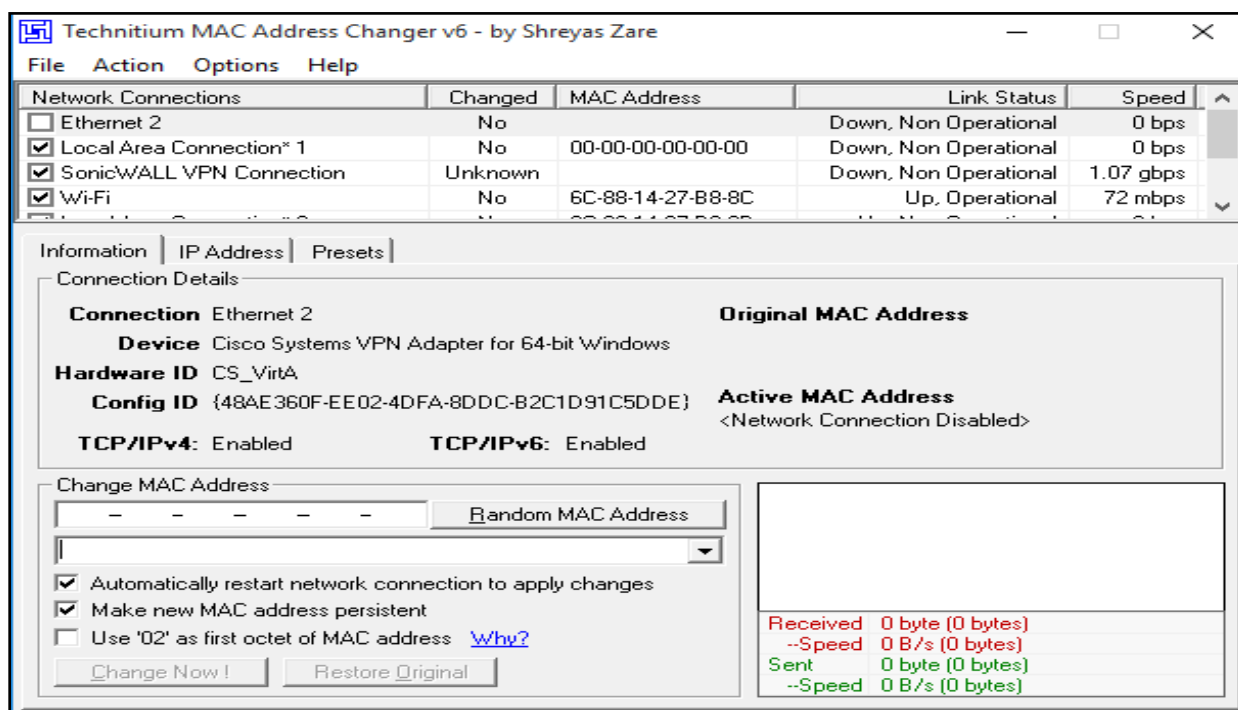 Technitium MAC Address Changer v6 - by Shreyas Zare
File Action Options Help
Network Connections Changed MAC Address Link Status Speed
Ethernet 2 No Down, Non Operational 0 bps
Local Area Connection* 1 No 00-00-00-00-00-00 Down, Non Operational 0 bps
SonicWALL VPN Connection Unknown Down, Non Operational 1.07 gbps
Wi-Fi No 6C-88-14-27-B8-8C Up, Operational 72 mbps
Information IP Address Presets
Connection Details
Connection Ethernet 2 Original MAC Address
Device Cisco Systems VPN Adapter for 64-bit Windows
Hardware ID CS_VirtA
Config ID {48AE360F-EE02-4DFA-8DDC-B2C1D91C5DDE} Active MAC Address
<Network Connection Disabled>
TCP/IPv4: Enabled TCP/IPv6: Enabled
Change MAC Address
- - - - - Random MAC Address
Automatically restart network connection to apply changes
Make new MAC address persistent
Use '02' as first octet of MAC address Why?
Change Now ! Restore Original
Received 0 byte (0 bytes)
--Speed 0 B/s (0 bytes)
Sent 0 byte (0 bytes)
--Speed 0 B/s (0 bytes)